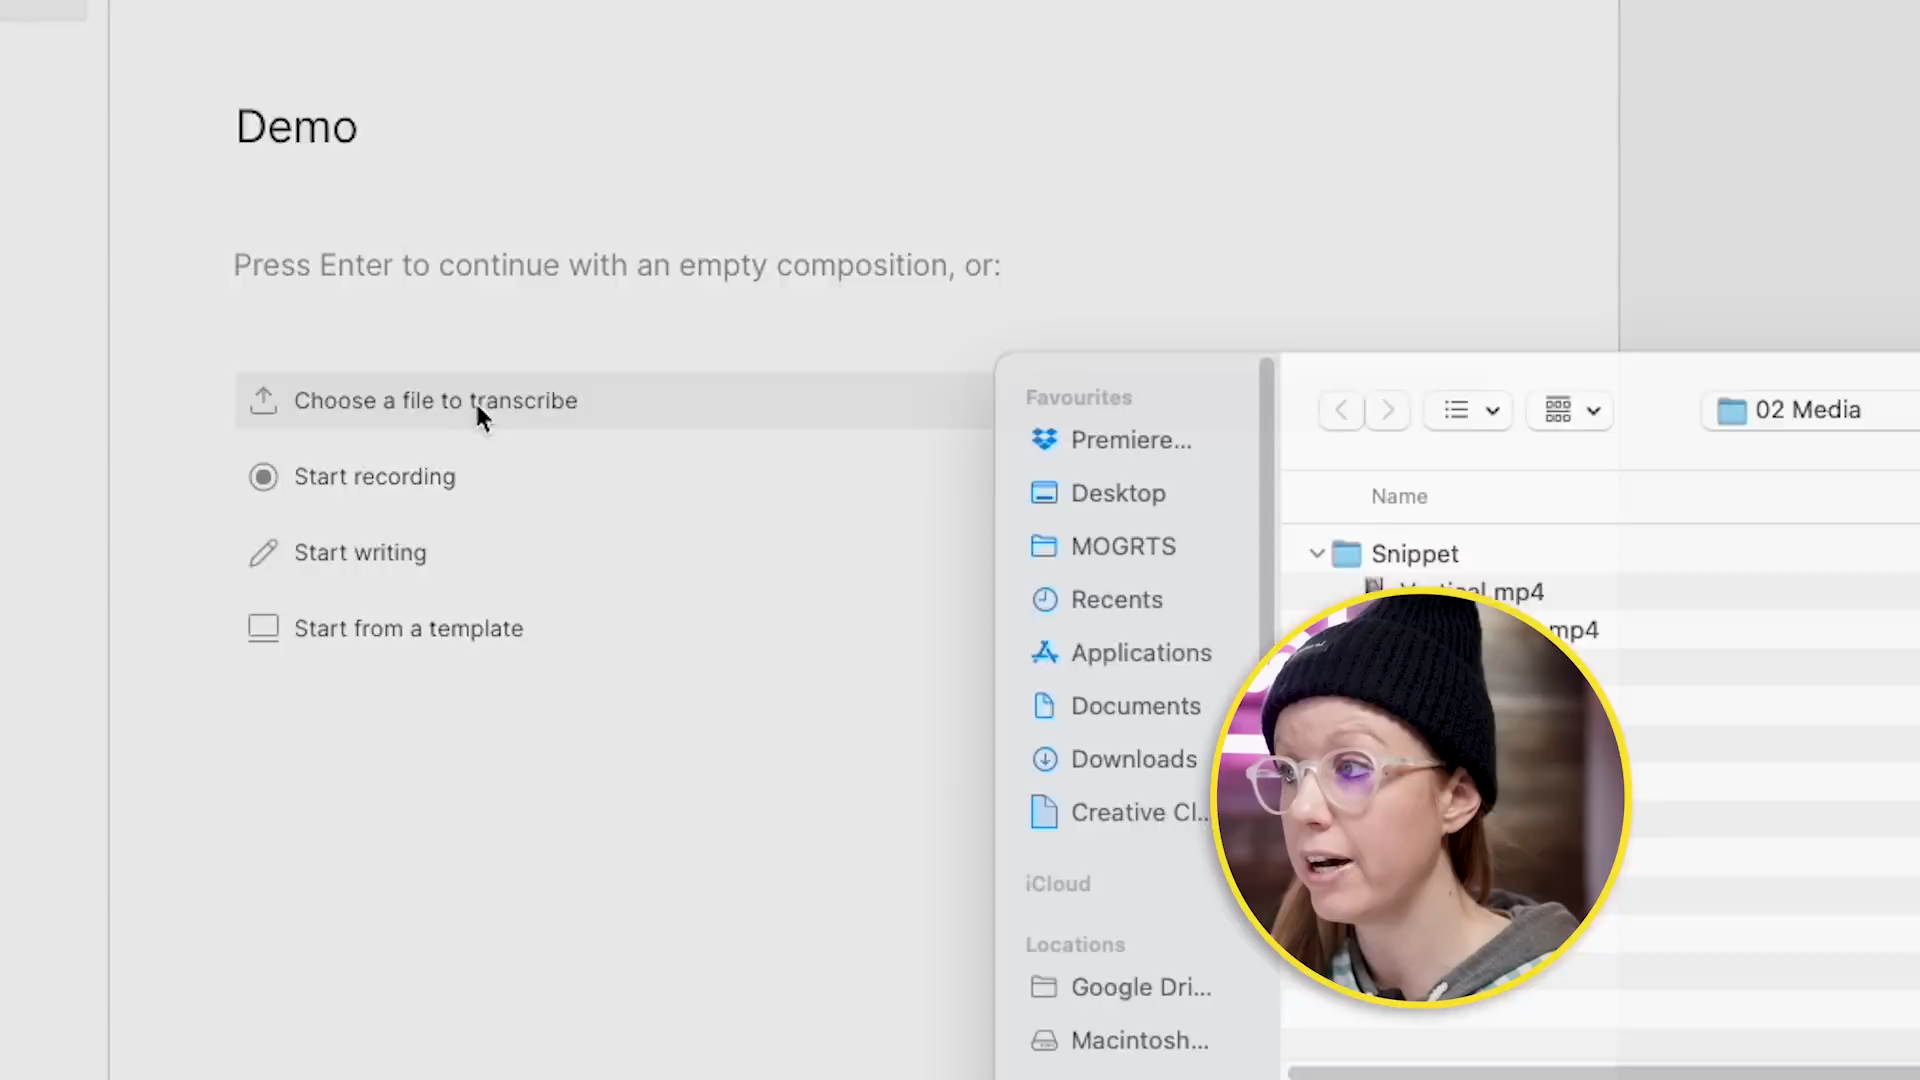 Demo
Press Enter to continue with an empty composition, or:
Choose a file to transcribe
Start recording
Start writing
Start from a template
Favourites
Premiere...
Desktop
MOGRTS
Recents
Applications
Documents
Downloads
Creative Cl...
iCloud
Locations
Google Dri...
Macintosh...
02 Media
Name
Snippet
Vertical.mp4
mp4